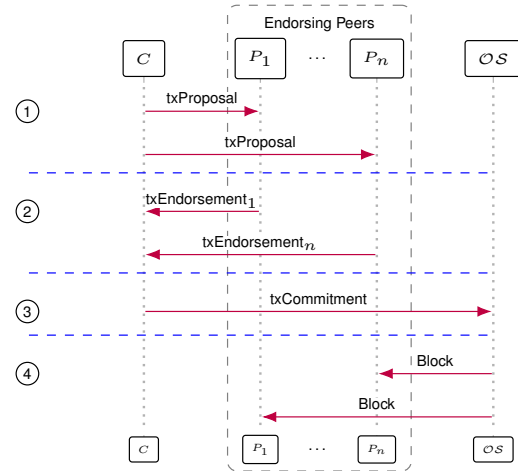 Endorsing Peers
C P₁ ··· Pₙ OS
txProposal
1
txProposal
2
txEndorsement₁
txEndorsementₙ
txCommitment
3
4
Block
Block
C P₁ ··· Pₙ OS